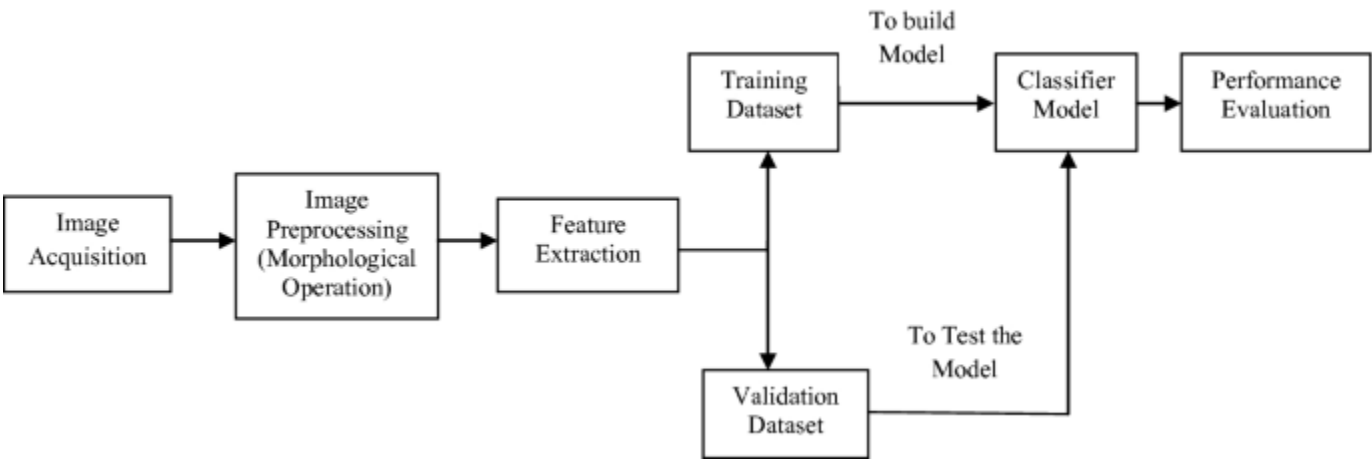 To build
Model
Training
Dataset
Classifier
Model
Performance
Evaluation
Image
Acquisition
Image
Preprocessing
(Morphological
Operation)
Feature
Extraction
To Test the
Model
Validation
Dataset